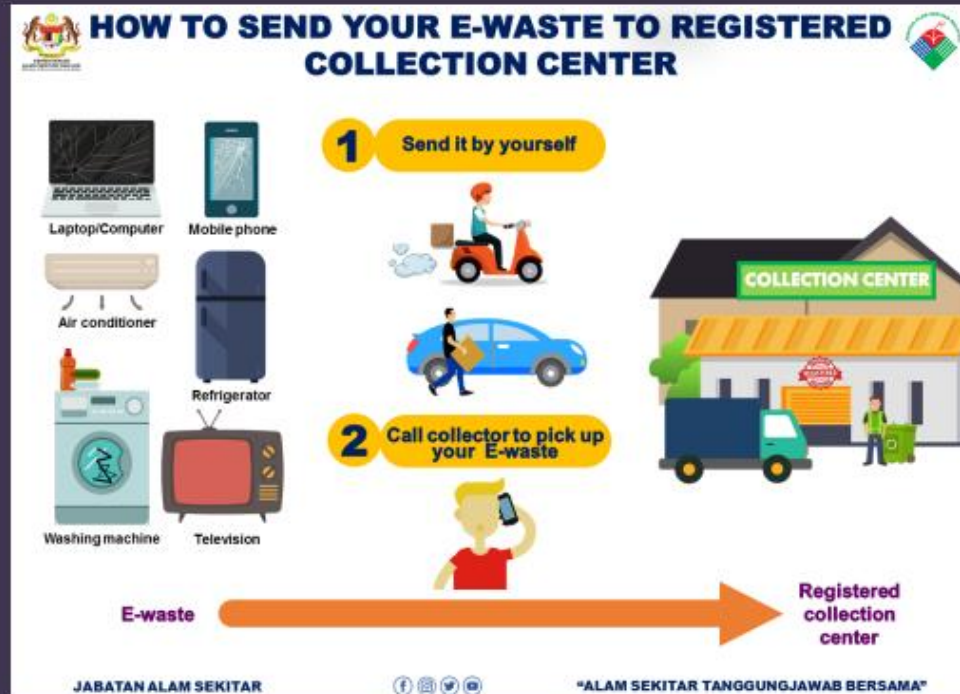 HOW TO SEND YOUR E-WASTE TO REGISTERED
COLLECTION CENTER
1 Send it by yourself
Laptop/Computer
Mobile phone
Air conditioner
Refrigerator
Washing machine
Television
2 Call collector to pick up
your E-waste
COLLECTION CENTER
E-waste
Registered
collection
center
JABATAN ALAM SEKITAR
"ALAM SEKITAR TANGGUNGJAWAB BERSAMA"